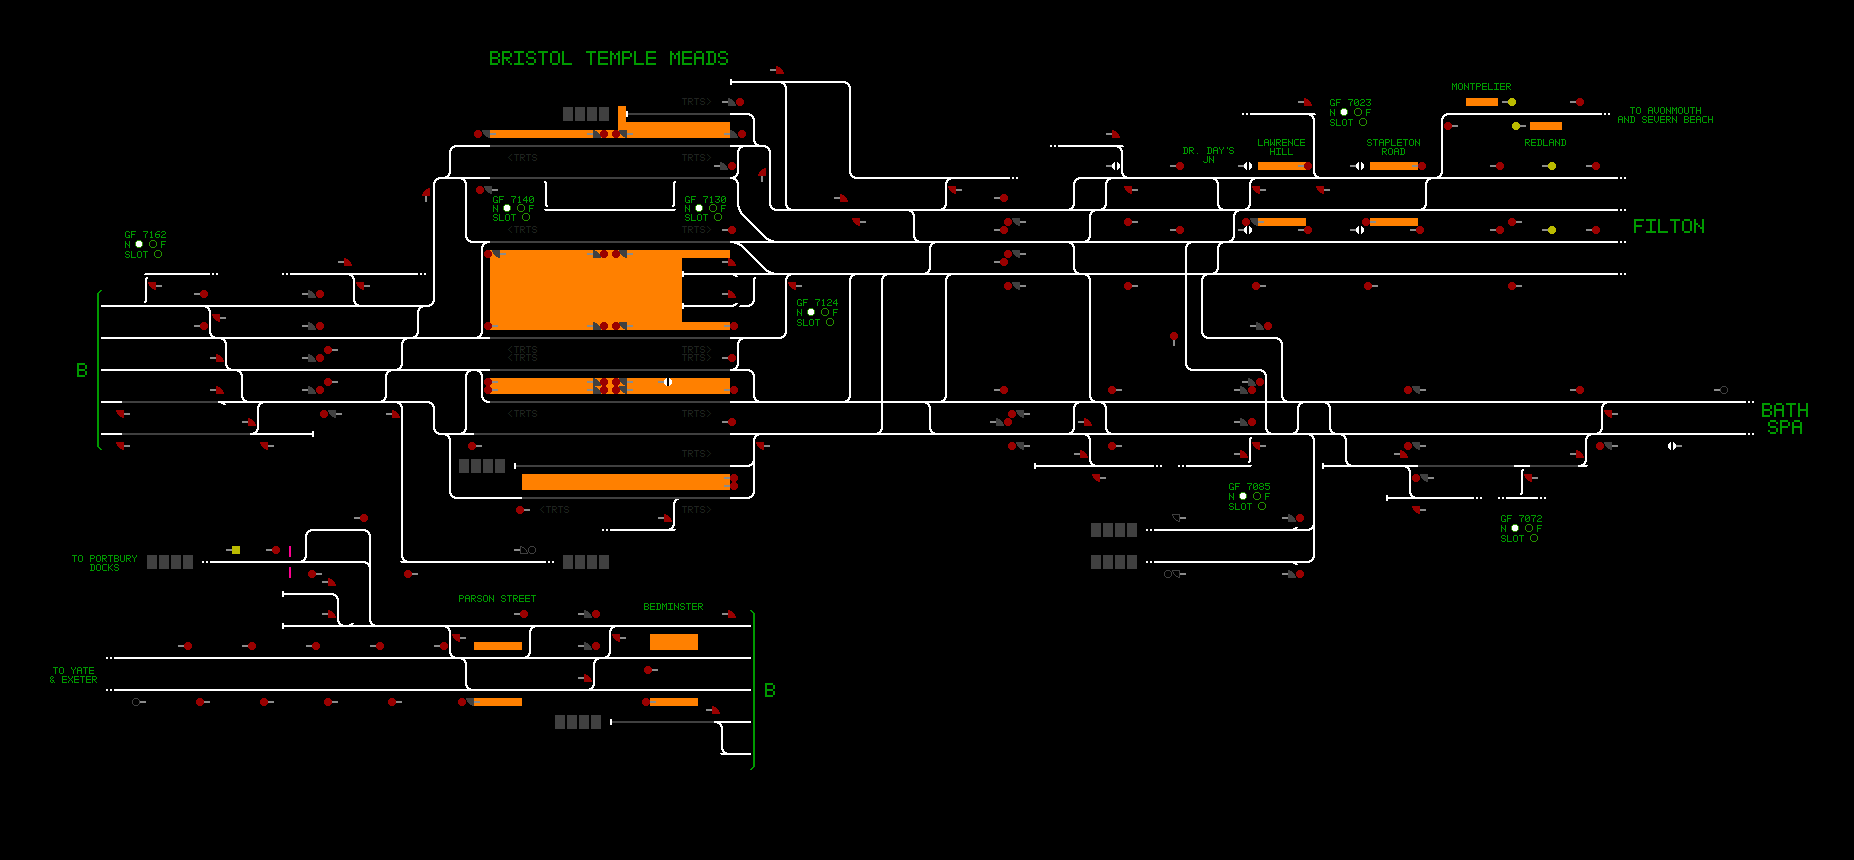 BRISTOL TEMPLE MEADS
MONTPELIER
TRTS>
GF 7023
N F
SLOT
TO AVONMOUTH
AND SEVERN BEACH
<TRTS
DR. DAY'S
JN
LAWRENCE
HILL
STAPLETON
ROAD
REDLAND
GF 7140
N F
SLOT
GF 7130
N F
SLOT
<TRTS
TRTS>
FILTON
GF 7162
N F
SLOT
GF 7124
N F
SLOT
<TRTS
<TRTS
TRTS>
TRTS>
B
<TRTS
TRTS>
BATH
SPA
TRTS>
GF 7085
N F
SLOT
<TRTS
TRTS>
GF 7072
N F
SLOT
TO PORTBURY
DOCKS
PARSON STREET
BEDMINSTER
TO YATE
& EXETER
B